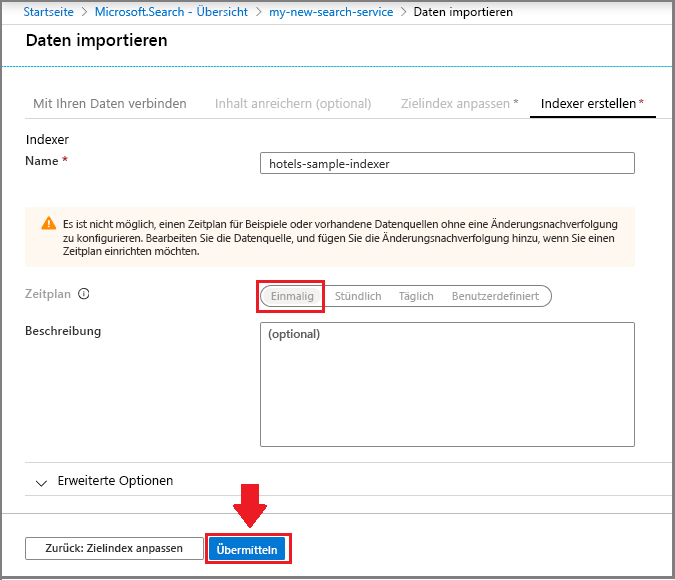 Startseite > Microsoft.Search - Übersicht > my-new-search-service > Daten importieren
Daten importieren
Mit Ihren Daten verbinden Inhalt anreichern (optional) Zielindex anpassen * Indexer erstellen *
Indexer
Name * hotels-sample-indexer
Es ist nicht möglich, einen Zeitplan für Beispiele oder vorhandene Datenquellen ohne eine Änderungsnachverfolgung
zu konfigurieren. Bearbeiten Sie die Datenquelle, und fügen Sie die Änderungsnachverfolgung hinzu, wenn Sie einen
Zeitplan einrichten möchten.
Zeitplan Einmalig Stündlich Täglich Benutzerdefiniert
Beschreibung (optional)
Erweiterte Optionen
Zurück: Zielindex anpassen Übermitteln